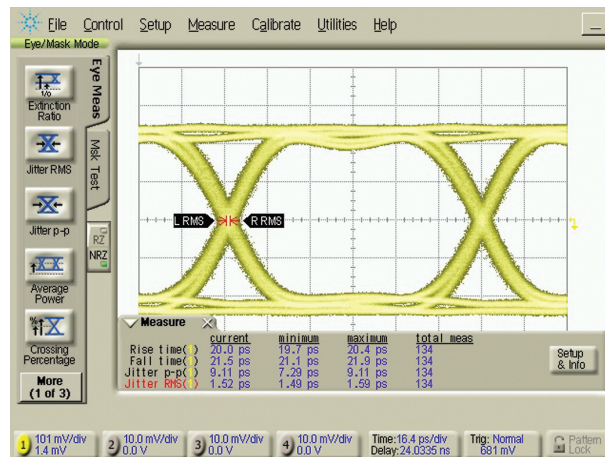 File Control Setup Measure Calibrate Utilities Help
Eye/Mask Mode
Extinction
Ratio
Jitter RMS
Jitter p-p
Average
Power
Crossing
Percentage
More
(1 of 3)
Eye Meas
Msk Test
RZ
NRZ
L RMS
R RMS
Measure
current minimum maximum total meas
Rise time(1) 20.0 ps 19.7 ps 20.4 ps 134
Fall time(1) 21.5 ps 21.1 ps 21.9 ps 134
Jitter p-p(1) 9.11 ps 7.29 ps 9.11 ps 134
Jitter RMS(1) 1.52 ps 1.49 ps 1.59 ps 134
Setup
& Info
1 101 mV/div
1.4 mV
2 10.0 mV/div
0.0 V
3 10.0 mV/div
0.0 V
4 10.0 mV/div
0.0 V
Time:16.4 ps/div
Delay:24.0335 ns
Trig: Normal
681 mV
Pattern
Lock